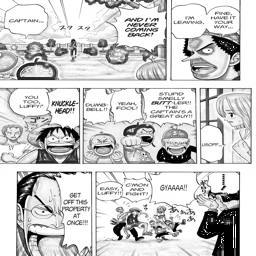 FINE,
HAVE IT
YOUR
WAY...
I'M
LEAVING.
AND I'M
NEVER
COMING
BACK!
CAPTAIN...
STUPID
SMELLY
BUTT-LER!!
THE CAPTAIN'S
A GREAT GUY!!
YEAH,
FOOL!
DUMB-
BELL!!
KNUCKLE-
HEAD!!
YOU
TOO,
LUFFY!!
GYAAAA!!
C'MON
AND
FIGHT!
EASY,
LUFFY!
GET
OFF THIS
PROPERTY
AT
ONCE!!!